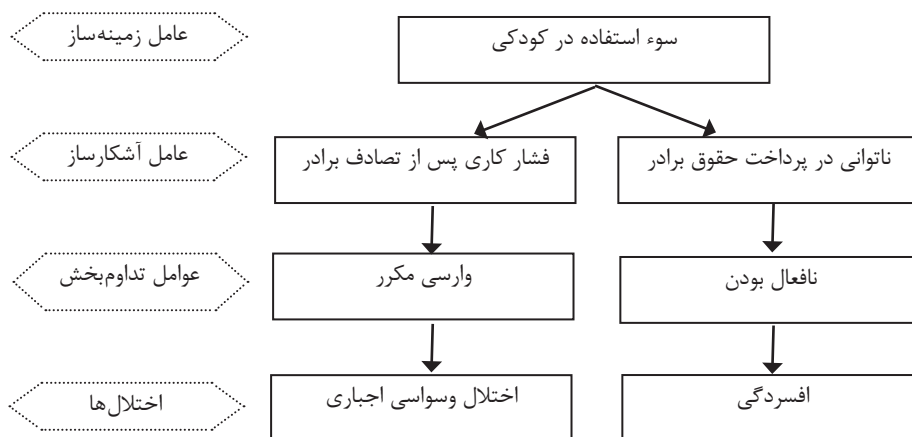 عامل زمینه‌ساز
سوء استفاده در کودکی
عامل آشکارساز
فشار کاری پس از تصادف برادر
ناتوانی در پرداخت حقوق برادر
عوامل تداوم‌بخش
وارسی مکرر
نافعال بودن
اختلال‌ها
اختلال وسواسی اجباری
افسردگی